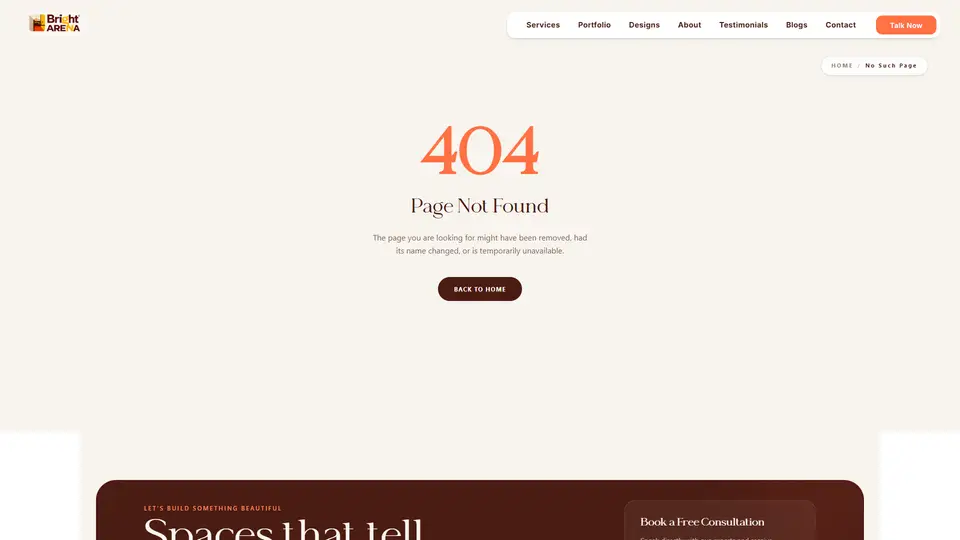 Bright
ARENA
Services
Portfolio
Designs
About
Testimonials
Blogs
Contact
Talk Now
HOME / No Such Page
404
Page Not Found
The page you are looking for might have been removed, had
its name changed, or is temporarily unavailable.
BACK TO HOME
LET'S BUILD SOMETHING BEAUTIFUL
Spaces that tell
Book a Free Consultation